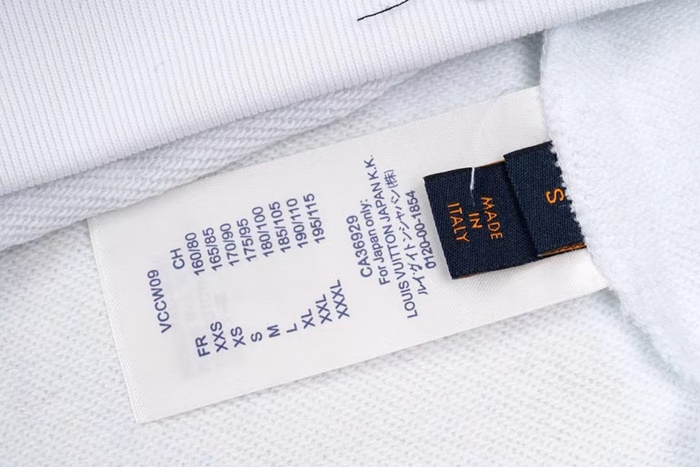 VCCW09
FR CH
XXS 160/80
XS 165/85
S 170/90
M 175/95
L 180/100
XL 185/105
XXL 190/110
XXXL 195/115
CA36929
For Japan only:
LOUIS VUITTON JAPAN K.K.
ルイ・ヴィトンジャパン(株)
0120-00-1854
MADE
IN
ITALY
S